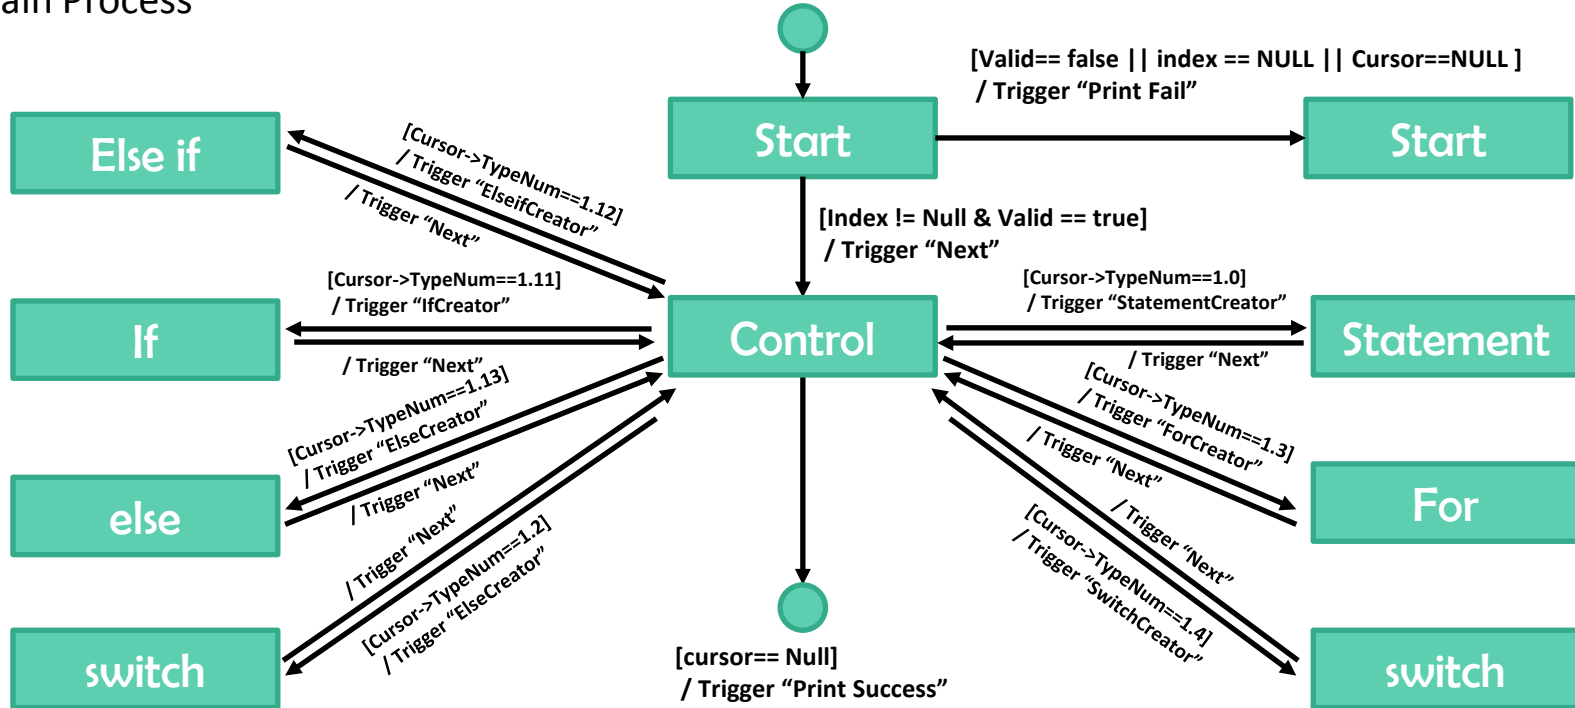 ain Process
[Valid== false || index == NULL || Cursor==NULL ]
/ Trigger “Print Fail”
Start
Start
Else if
[Cursor->TypeNum==1.12]
/ Trigger “ElseifCreator”
/ Trigger “Next”
[Index != Null & Valid == true]
/ Trigger “Next”
[Cursor->TypeNum==1.11]
/ Trigger “IfCreator”
[Cursor->TypeNum==1.0]
/ Trigger “StatementCreator”
If
Control
Statement
/ Trigger “Next”
/ Trigger “Next”
[Cursor->TypeNum==1.13]
/ Trigger “ElseCreator”
/ Trigger “Next”
[Cursor->TypeNum==1.3]
/ Trigger “ForCreator”
/ Trigger “Next”
else
For
/ Trigger “Next”
[Cursor->TypeNum==1.2]
/ Trigger “ElseCreator”
/ Trigger “Next”
[Cursor->TypeNum==1.4]
/ Trigger “SwitchCreator”
switch
switch
[cursor== Null]
/ Trigger “Print Success”